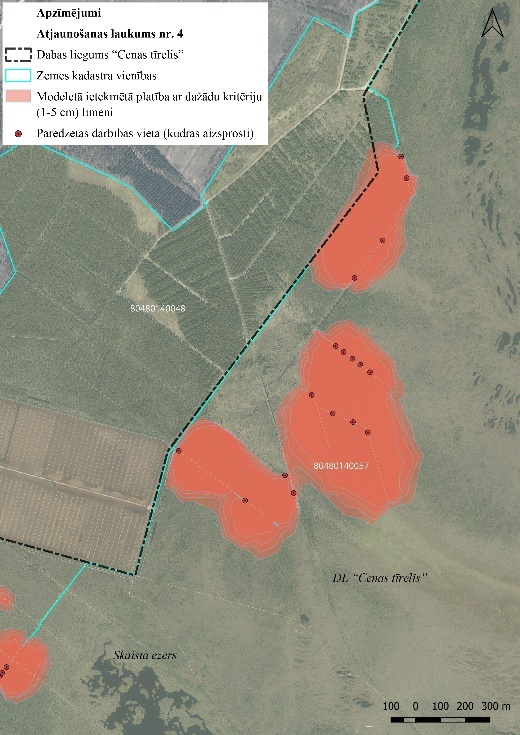 Apzīmējumi
Atjaunošanas laukums nr. 4
Dabas liegums “Cenas tīrelis”
Zemes kadastra vienības
Modelētā ietekmētā platība ar dažādu kritēriju
(1-5 cm) līmeni
Paredzētās darbības vieta (kūdras aizsprosti)
80480140048
80480140057
DL “Cenas tīrelis”
Skaista ezers
100 0 100 200 300 m